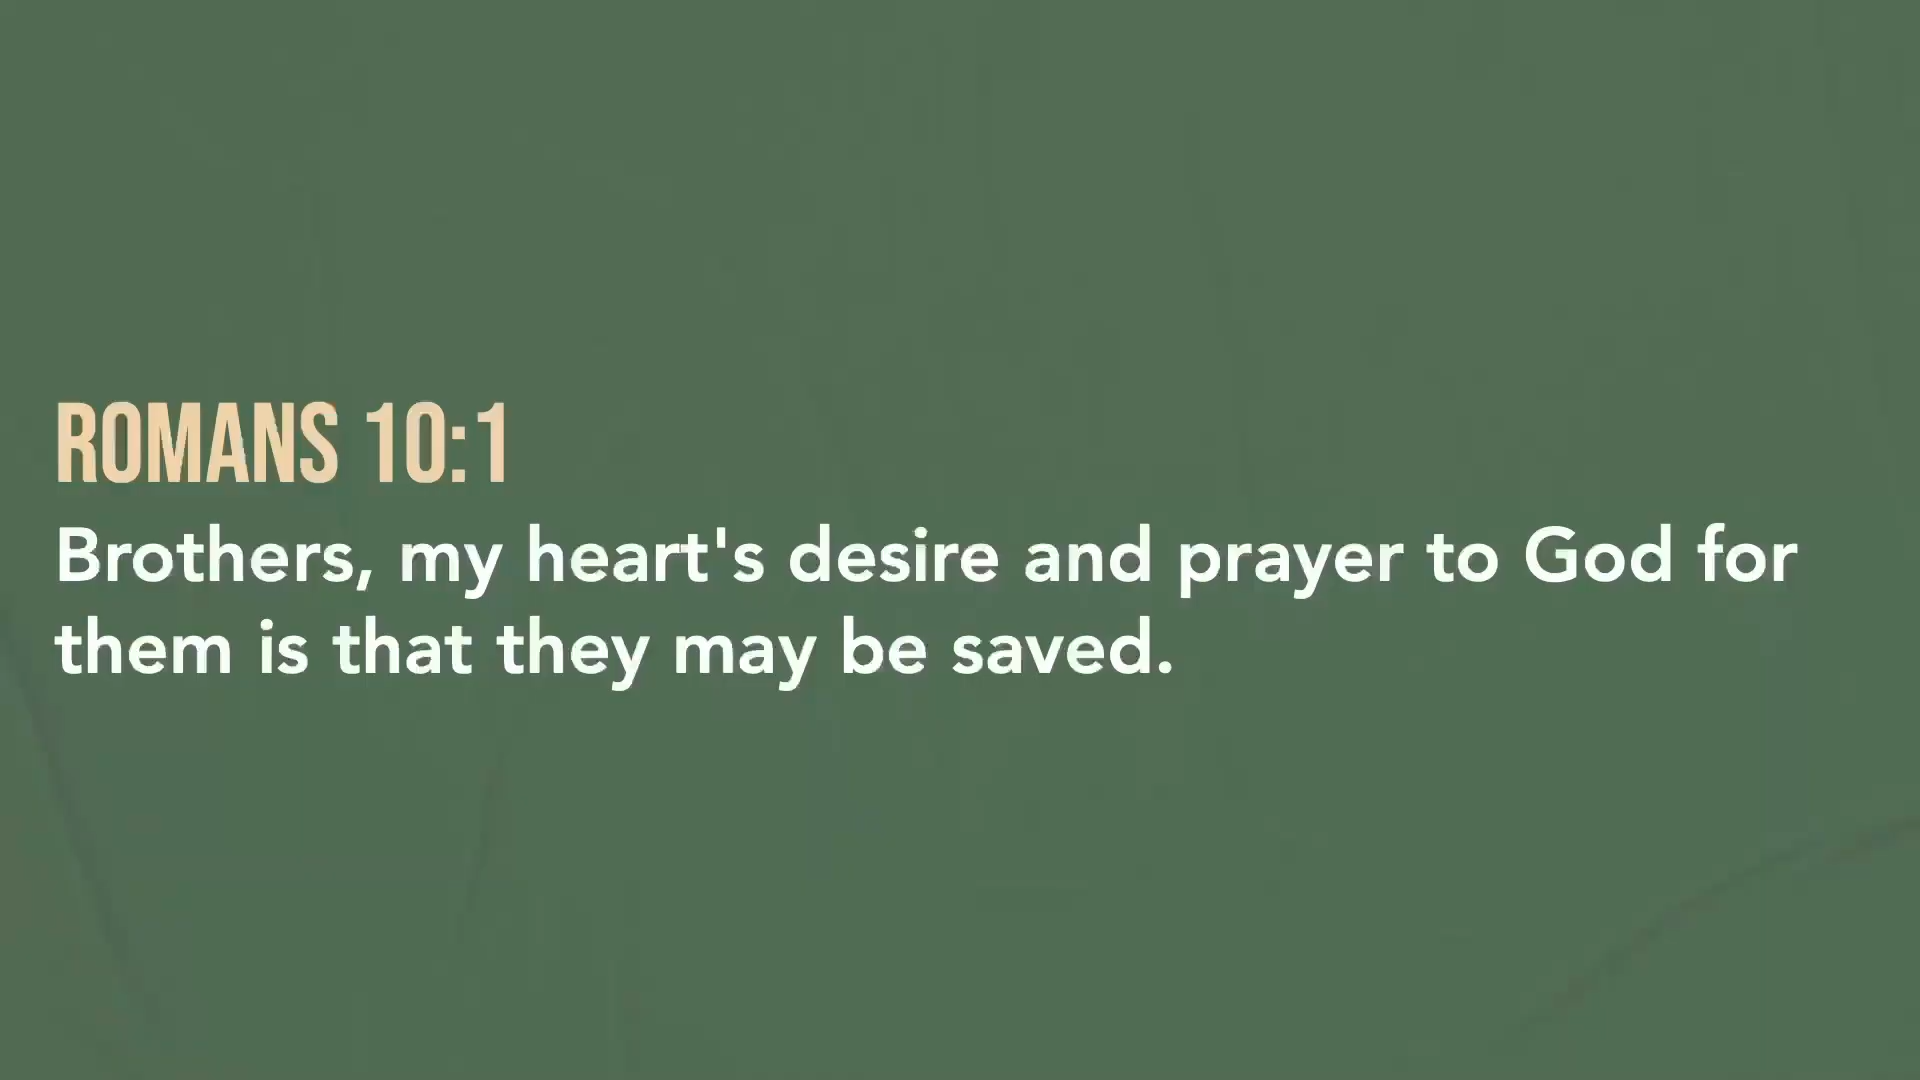 ROMANS 10:1
Brothers, my heart's desire and prayer to God for
them is that they may be saved.